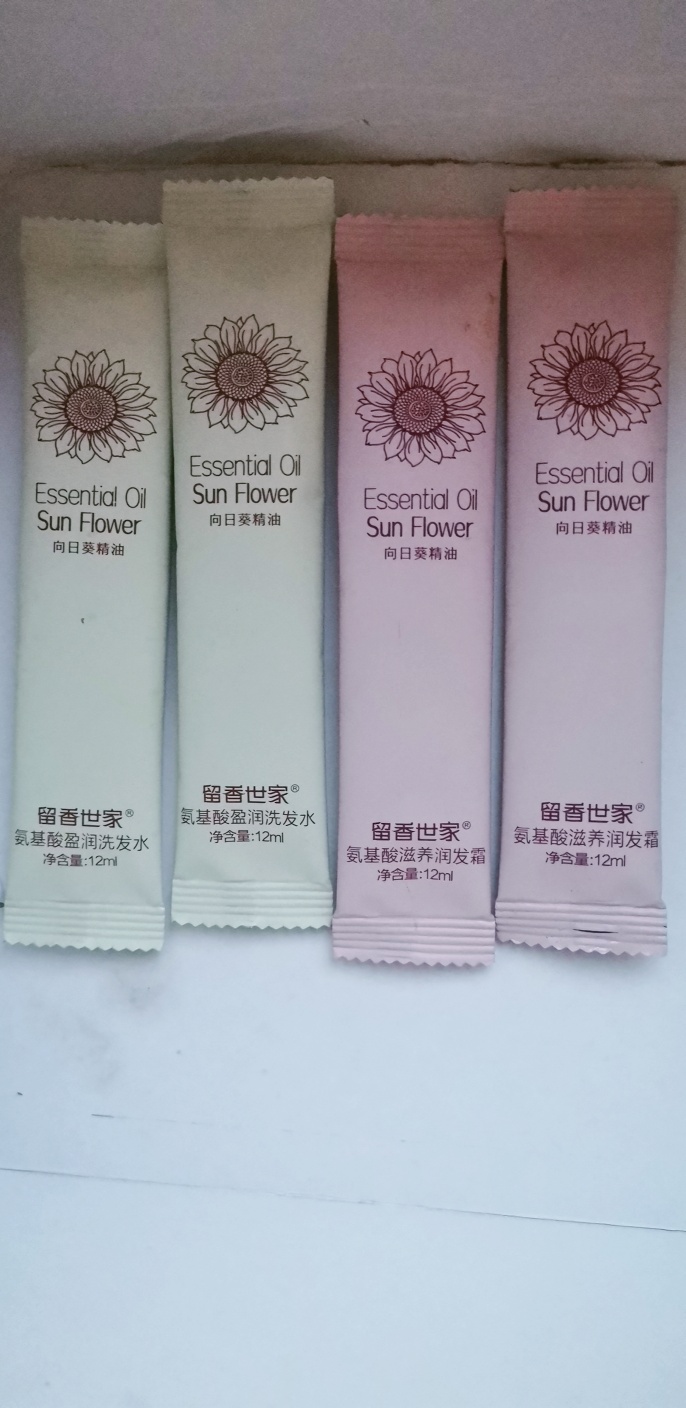 Essential Oil
Sun Flower
向日葵精油
留香世家®
氨基酸盈润洗发水
净含量:12ml
Essential Oil
Sun Flower
向日葵精油
留香世家®
氨基酸盈润洗发水
净含量:12ml
Essential Oil
Sun Flower
向日葵精油
留香世家®
氨基酸滋养润发霜
净含量:12ml
Essential Oil
Sun Flower
向日葵精油
留香世家®
氨基酸滋养润发霜
净含量:12ml